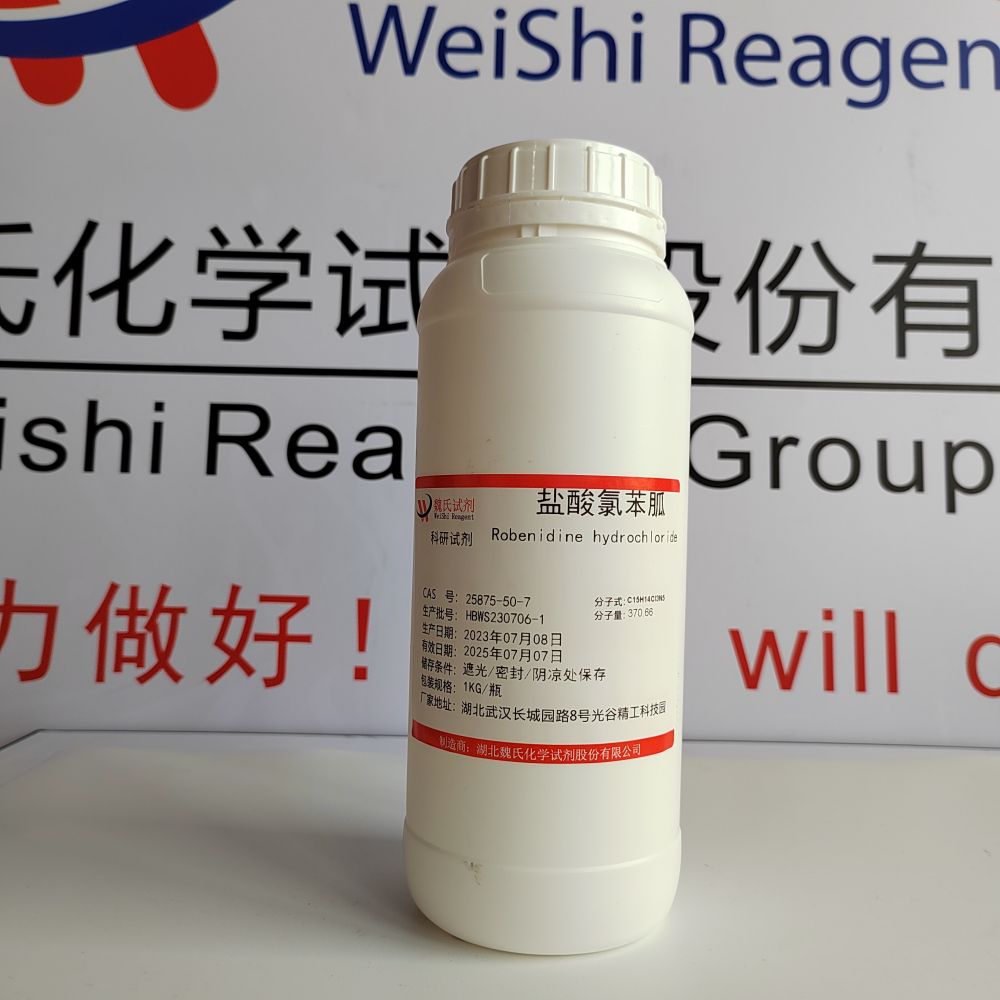 WeiShi Reagen
氏化学试 股份有
ishi Rea Group
力做好! will
魏氏试剂
WeiShi Reagent
盐酸氯苯胍
科研试剂 Robenidine hydrochloride
CAS 号: 25875-50-7 分子式: C15H14Cl3N5
生产批号: HBWS230706-1 分子量: 370.66
生产日期: 2023年07月08日
有效日期: 2025年07月07日
储存条件: 遮光/密封/阴凉处保存
包装规格: 1KG/瓶
厂家地址: 湖北武汉长城园路8号光谷精工科技园
制造商: 湖北魏氏化学试剂股份有限公司